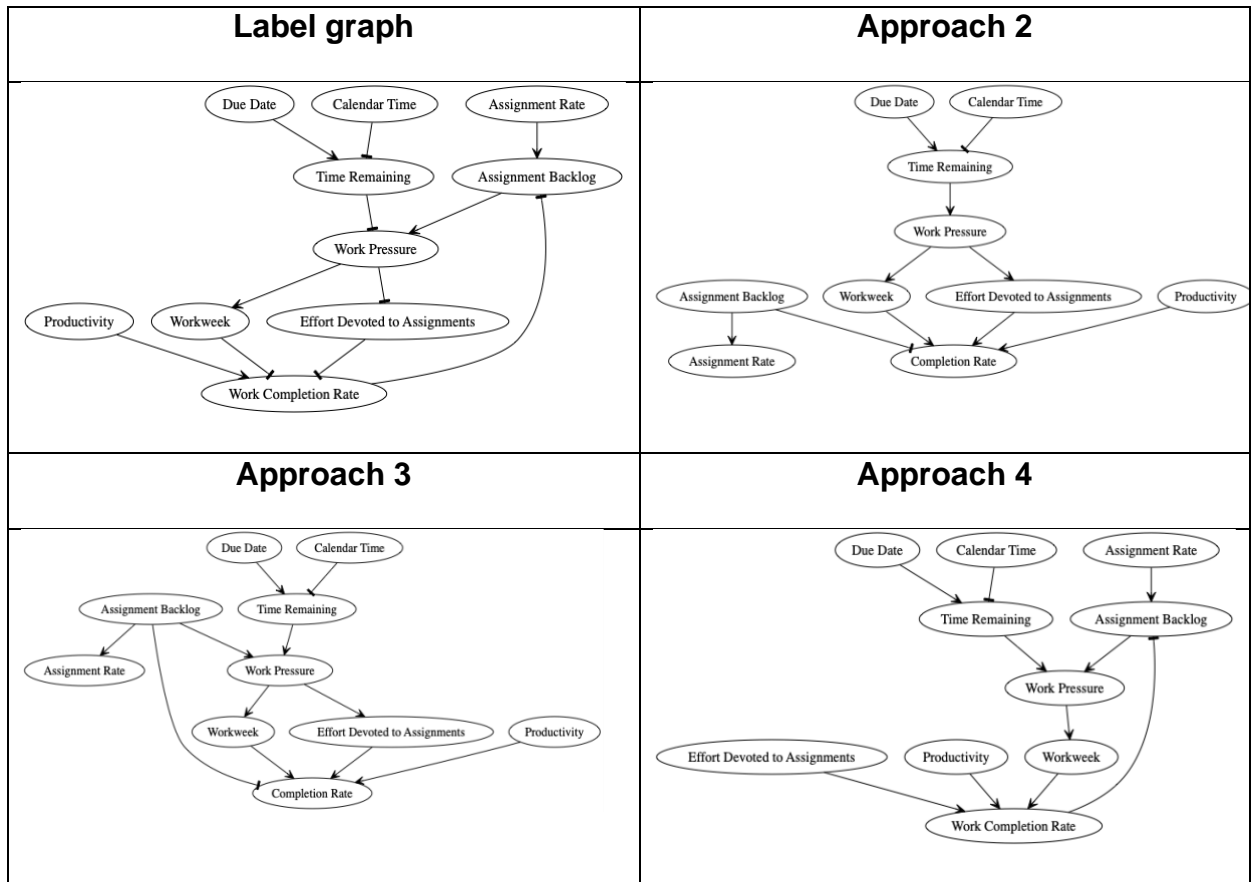 Label graph
Due Date
Calendar Time
Assignment Rate
Time Remaining
Assignment Backlog
Work Pressure
Productivity
Workweek
Effort Devoted to Assignments
Work Completion Rate
Approach 2
Due Date
Calendar Time
Time Remaining
Work Pressure
Assignment Backlog
Workweek
Effort Devoted to Assignments
Productivity
Assignment Rate
Completion Rate
Approach 3
Due Date
Calendar Time
Assignment Backlog
Time Remaining
Assignment Rate
Work Pressure
Workweek
Effort Devoted to Assignments
Productivity
Completion Rate
Approach 4
Due Date
Calendar Time
Assignment Rate
Time Remaining
Assignment Backlog
Work Pressure
Effort Devoted to Assignments
Productivity
Workweek
Work Completion Rate